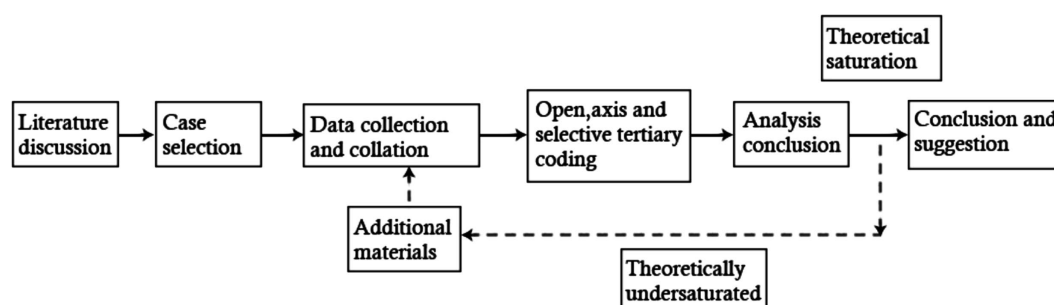 Theoretical
saturation
Literature
discussion
Case
selection
Data collection
and collation
Open,axis and
selective tertiary
coding
Analysis
conclusion
Conclusion and
suggestion
Additional
materials
Theoretically
undersaturated